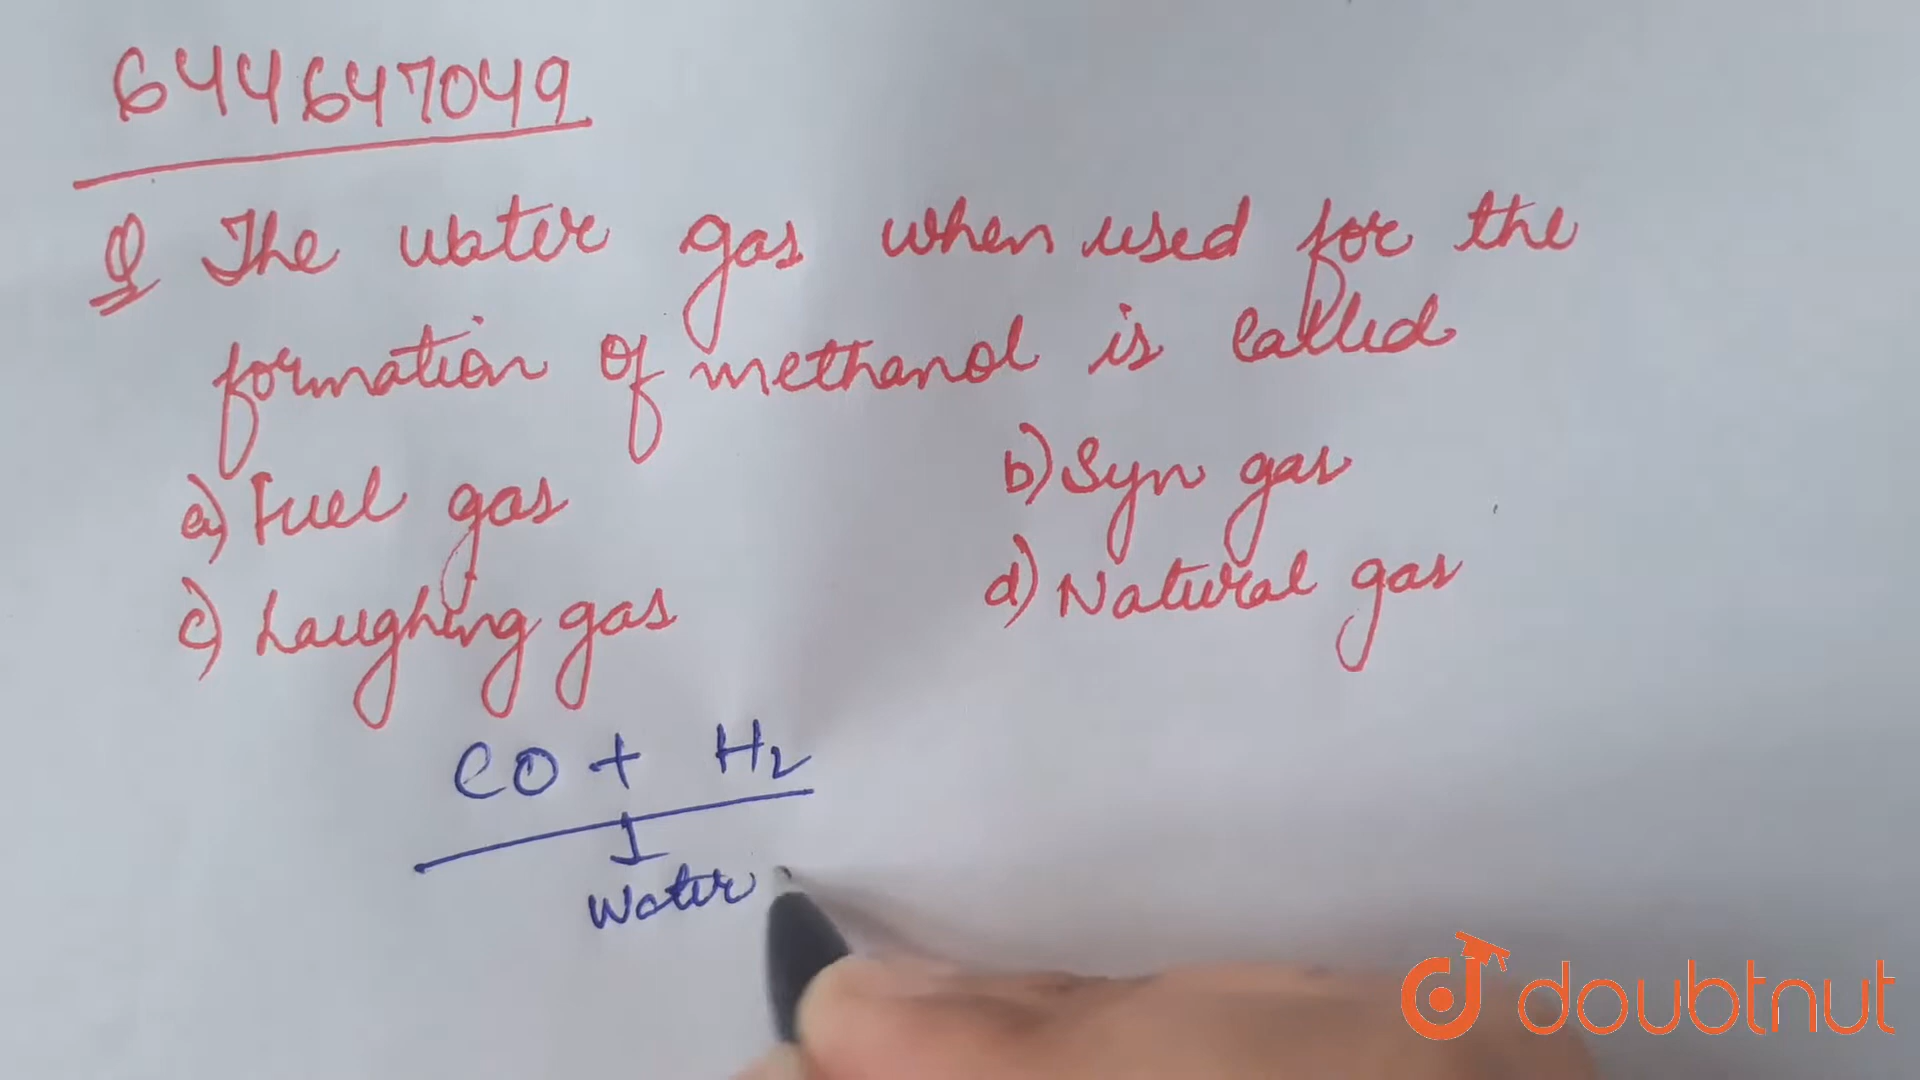 644647049
Q The water gas when used for the
formation of methanol is called
a) Fuel gas
b) Syn gas
c) Laughing gas
d) Natural gas
CO + H2
Water
doubtnut